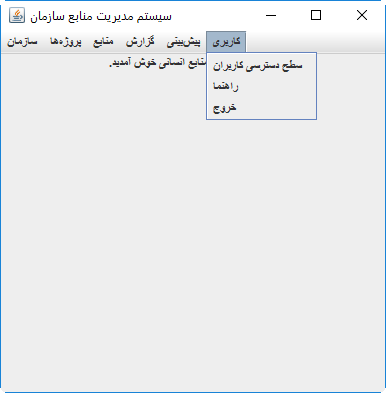 سیستم مدیریت منابع سازمان
سازمان پروژه‌ها منابع گزارش پیش‌بینی کاربری
منابع انسانی خوش آمدید.
سطح دسترسی کاربران
راهنما
خروج